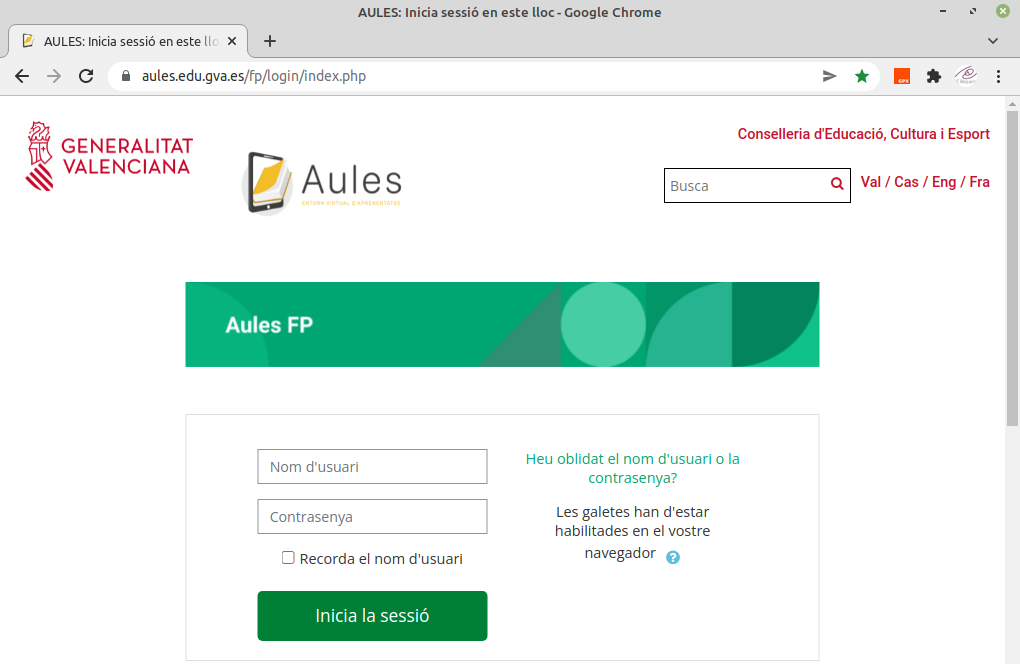 AULES: Inicia sessió en este lloc - Google Chrome
AULES: Inicia sessió en este llo
aules.edu.gva.es/fp/login/index.php
GPX
GENERALITAT
VALENCIANA
Aules
ENTORN VIRTUAL D'APRENENTATGE
Conselleria d'Educació, Cultura i Esport
Busca
Val / Cas / Eng / Fra
Aules FP
Nom d'usuari
Contrasenya
Recorda el nom d'usuari
Inicia la sessió
Heu oblidat el nom d'usuari o la
contrasenya?
Les galetes han d'estar
habilitades en el vostre
navegador